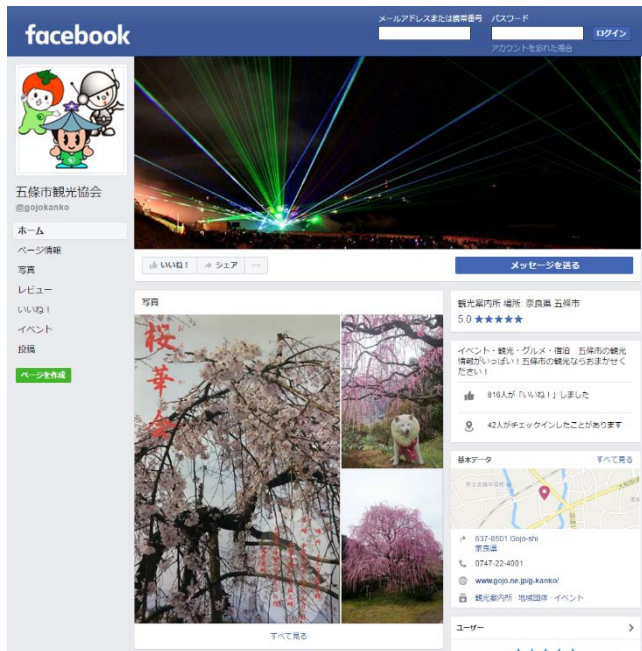 facebook
メールアドレスまたは携帯番号
パスワード
ログイン
アカウントを忘れた場合
五條市観光協会
@gojokanko
ホーム
ページ情報
写真
レビュー
いいね！
イベント
投稿
ページを作成
いいね！
シェア
…
メッセージを送る
写真
桜華会
すべて見る
観光案内所 場所: 奈良県 五條市
5.0 ★★★★★
イベント・観光・グルメ・宿泊 五條市の観光
情報がいっぱい！五條市の観光ならおまかせく
ださい！
816人が「いいね！」しました
42人がチェックインしたことがあります
基本データ
すべて見る
637-8501 Gojo-shi
奈良県
0747-22-4001
www.gojo.ne.jp/g-kanko/
観光案内所・地域団体・イベント
ユーザー